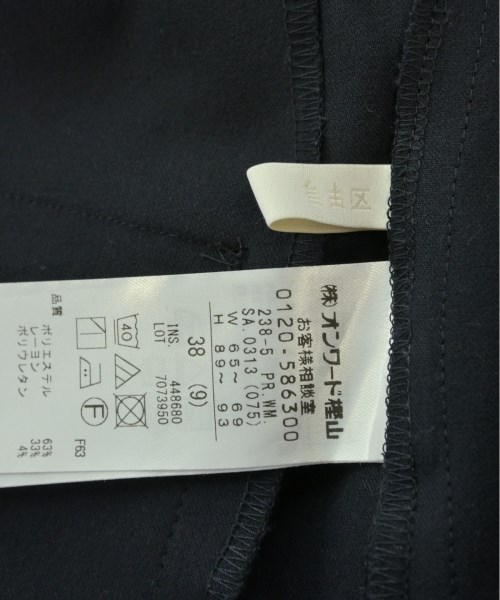 (株)オンワード樫山
お客様相談室
0120-586300
238-5 PR.WM:
SA.0313 (075)
W 65~ 69
H 89~ 93
38 (9)
INS. 448680
LOT 7073950
40
F
F63
品質
ポリエステル 63%
レーヨン 33%
ポリウレタン 4%